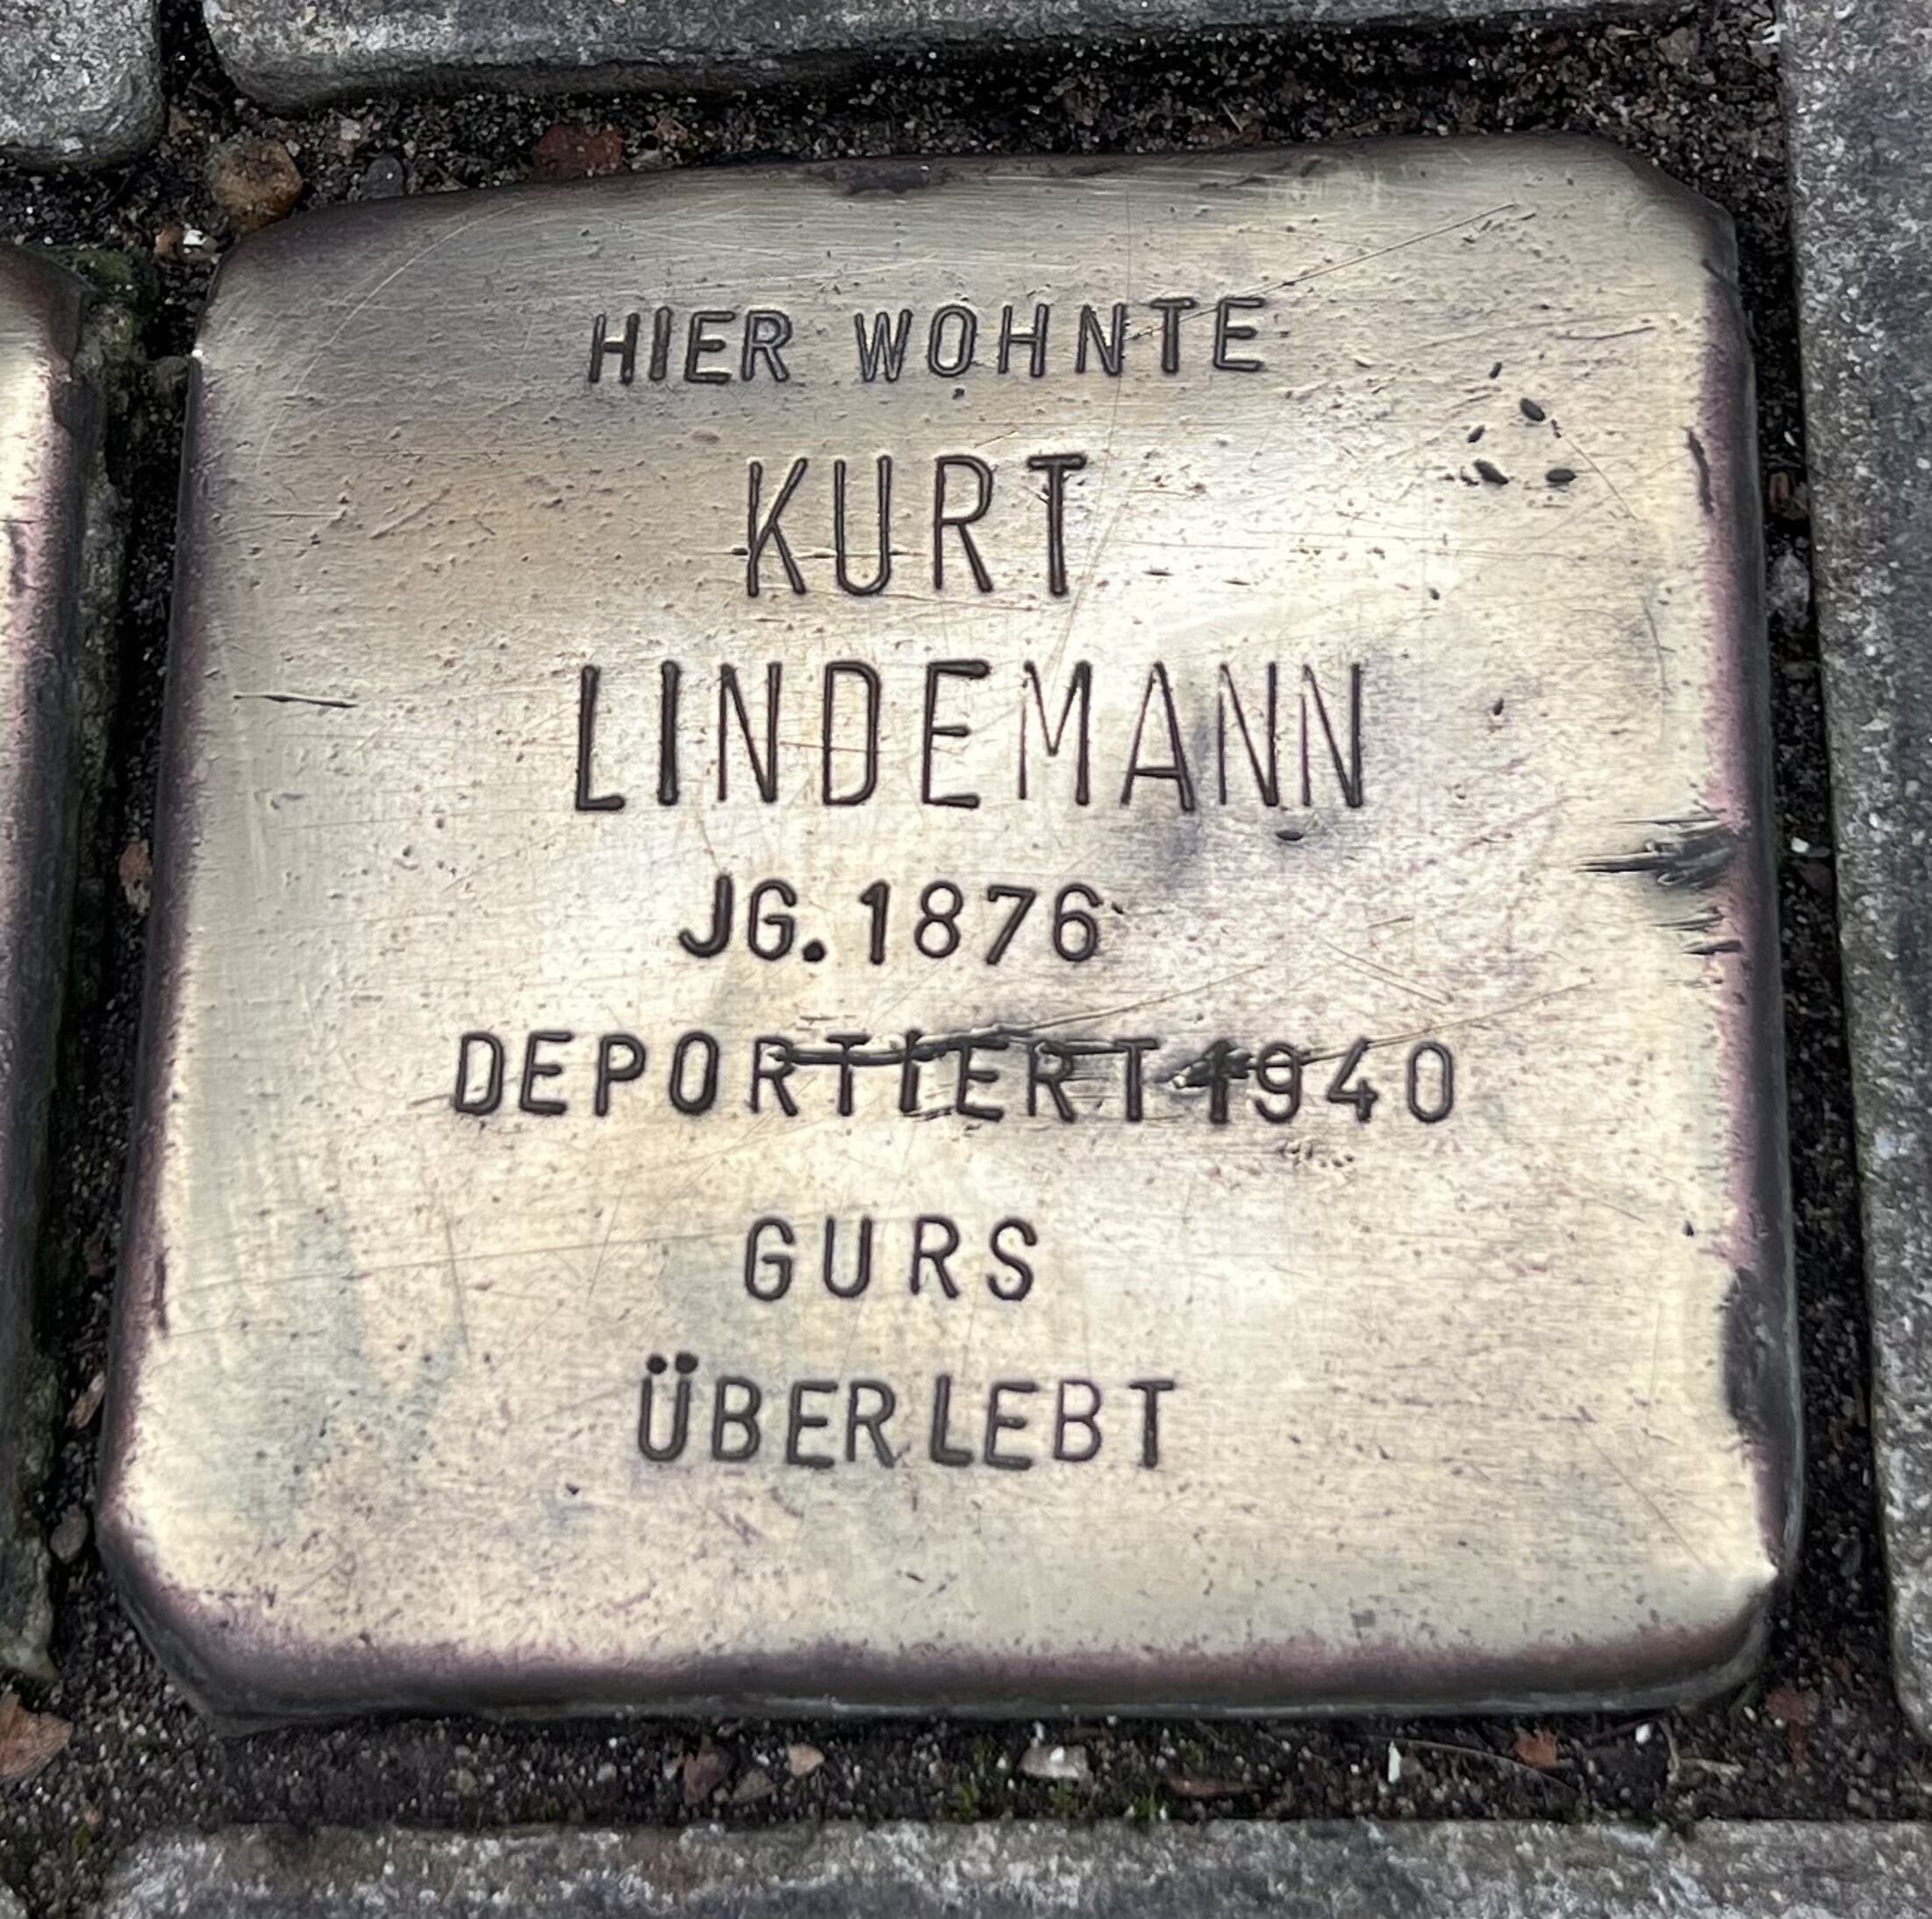 HIER WOHNTE
KURT
LINDEMANN
JG. 1876
DEPORTIERT 1940
GURS
ÜBERLEBT